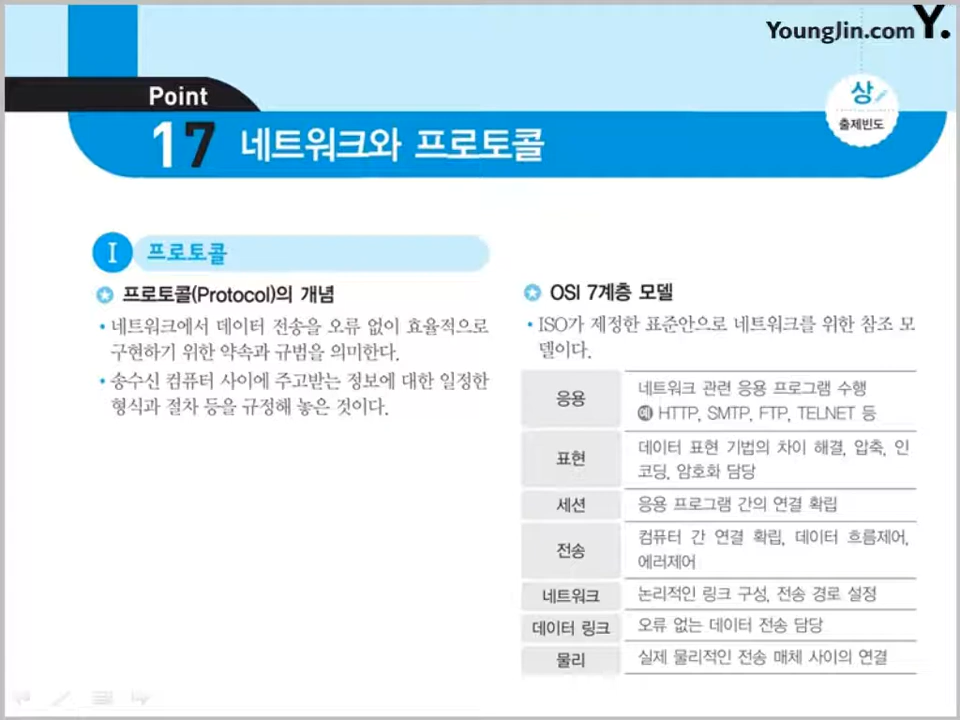 YoungJin.com Y.
Point
17 네트워크와 프로토콜
상
출제빈도
I 프로토콜
프로토콜(Protocol)의 개념
• 네트워크에서 데이터 전송을 오류 없이 효율적으로
구현하기 위한 약속과 규범을 의미한다.
• 송수신 컴퓨터 사이에 주고받는 정보에 대한 일정한
형식과 절차 등을 규정해 놓은 것이다.
OSI 7계층 모델
• ISO가 제정한 표준안으로 네트워크를 위한 참조 모
델이다.
응용
네트워크 관련 응용 프로그램 수행
예 HTTP, SMTP, FTP, TELNET 등
표현
데이터 표현 기법의 차이 해결, 압축, 인
코딩, 암호화 담당
세션
응용 프로그램 간의 연결 확립
전송
컴퓨터 간 연결 확립, 데이터 흐름제어,
에러제어
네트워크
논리적인 링크 구성, 전송 경로 설정
데이터 링크
오류 없는 데이터 전송 담당
물리
실제 물리적인 전송 매체 사이의 연결